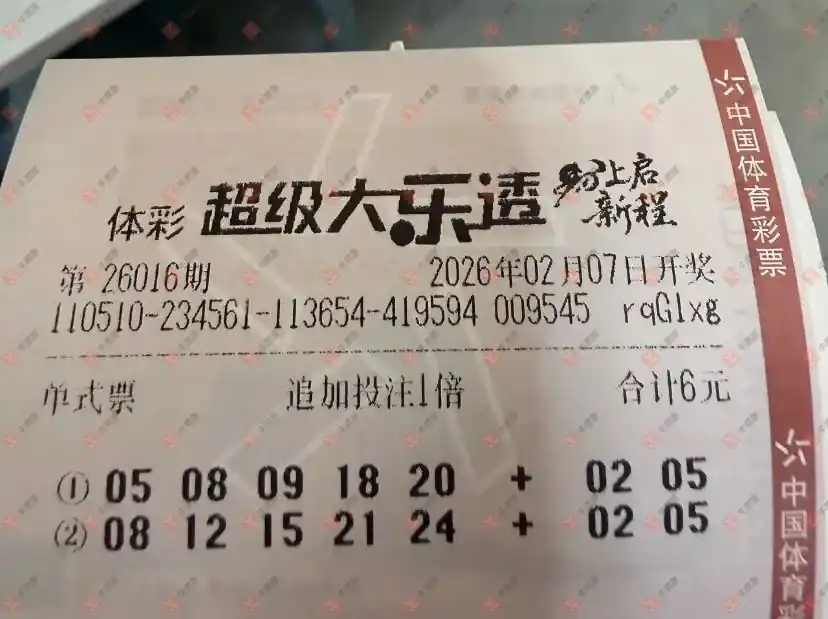 体彩 超级大乐透 马上启
新程
第 26016期 2026年02月07日开奖
110510-234561-113654-419594 009545 rqGlxg
单式票 追加投注1倍 合计6元
① 05 08 09 18 20 + 02 05
② 08 12 15 21 24 + 02 05
中国体育彩票
中国体育